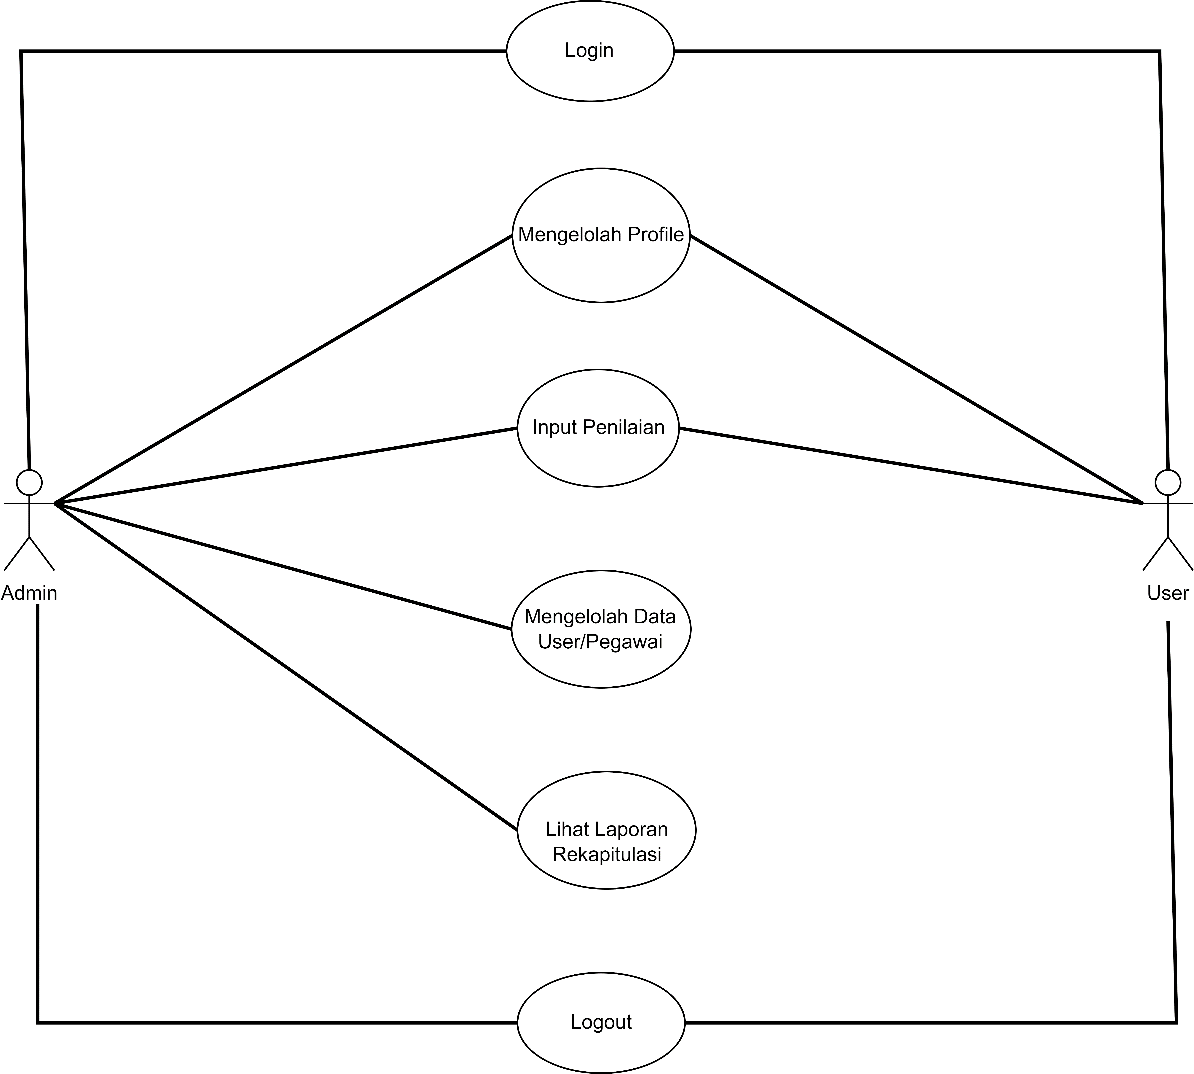 Login
Mengelolah Profile
Input Penilaian
Admin
User
Mengelolah Data
User/Pegawai
Lihat Laporan
Rekapitulasi
Logout